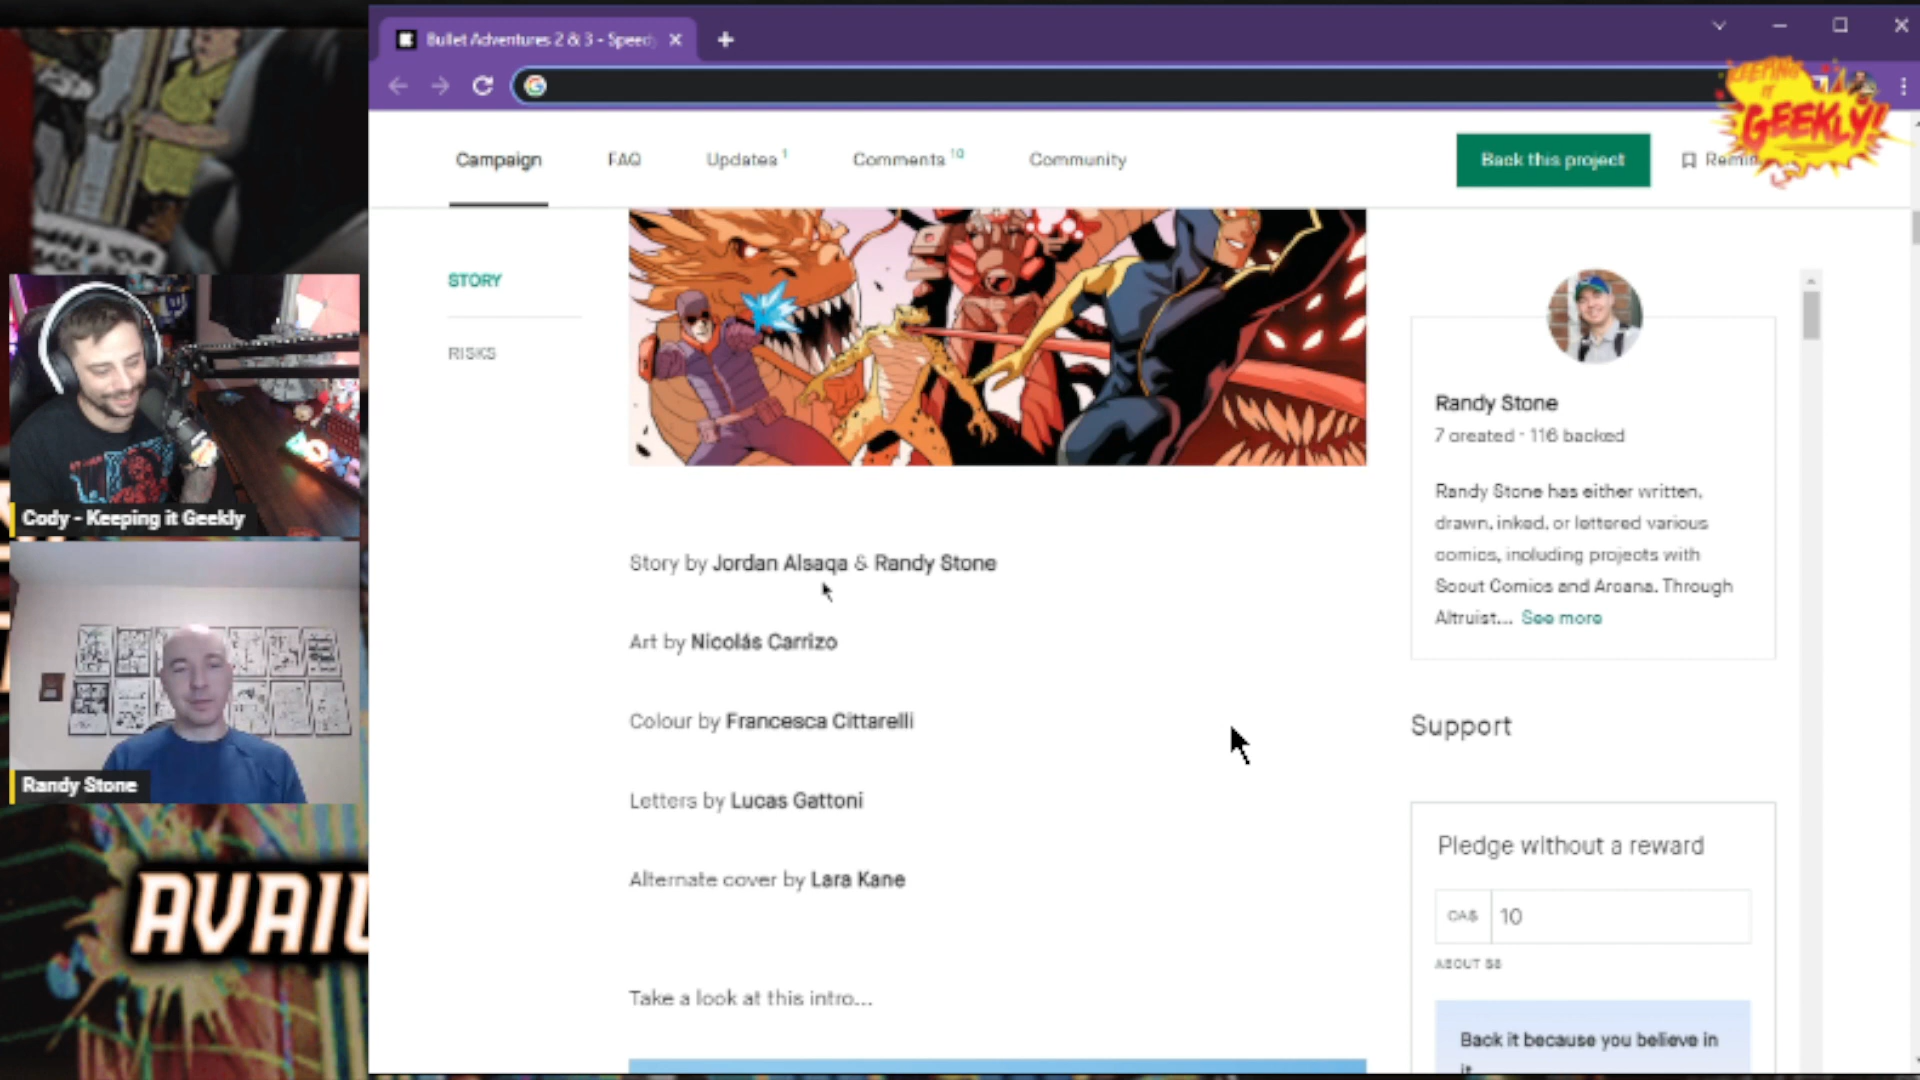 Bullet Adventures 2 & 3 - Speed
KEEPING
IT
GEEKLY!
Campaign
FAQ
Updates 1
Comments 10
Community
Back this project
Remin
STORY
RISKS
Randy Stone
7 created · 116 backed
Randy Stone has either written,
drawn, inked, or lettered various
comics, including projects with
Scout Comics and Arcana. Through
Altruist... See more
Cody - Keeping it Geekly
Story by Jordan Alsaqa & Randy Stone
Art by Nicolás Carrizo
Colour by Francesca Cittarelli
Letters by Lucas Gattoni
Alternate cover by Lara Kane
Take a look at this intro...
Randy Stone
Support
Pledge without a reward
CA$ 10
ABOUT $8
Back it because you believe in
it.
AVAIL